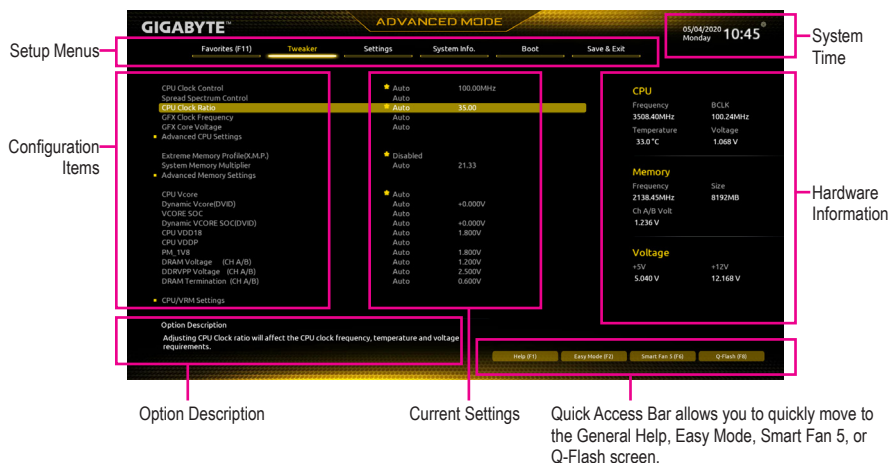 GIGABYTE™
ADVANCED MODE
05/04/2020 10:45
Monday
System
Time
Setup Menus
Favorites (F11) Tweaker Settings System Info. Boot Save & Exit
Configuration
Items
CPU Clock Control Auto 100.00MHz
Spread Spectrum Control Auto
CPU Clock Ratio Auto 35.00
GFX Clock Frequency Auto
GFX Core Voltage Auto
Advanced CPU Settings
Extreme Memory Profile(X.M.P.) Disabled
System Memory Multiplier Auto 21.33
Advanced Memory Settings
CPU Vcore Auto
Dynamic Vcore(DVID) Auto +0.000V
VCORE SOC Auto
Dynamic VCORE SOC(DVID) Auto +0.000V
CPU VDD18 Auto 1.800V
CPU VDDP Auto
PM_1V8 Auto 1.800V
DRAM Voltage (CH A/B) Auto 1.200V
DDRVPP Voltage (CH A/B) Auto 2.500V
DRAM Termination (CH A/B) Auto 0.600V
CPU/VRM Settings
CPU
Frequency BCLK
3508.40MHz 100.24MHz
Temperature Voltage
33.0 °C 1.068 V
Memory
Frequency Size
2138.45MHz 8192MB
Ch A/B Volt
1.236 V
Voltage
+5V +12V
5.040 V 12.168 V
Hardware
Information
Option Description
Adjusting CPU Clock ratio will affect the CPU clock frequency, temperature and voltage
requirements.
Help (F1) Easy Mode (F2) Smart Fan 5 (F6) Q-Flash (F8)
Option Description
Current Settings
Quick Access Bar allows you to quickly move to
the General Help, Easy Mode, Smart Fan 5, or
Q-Flash screen.